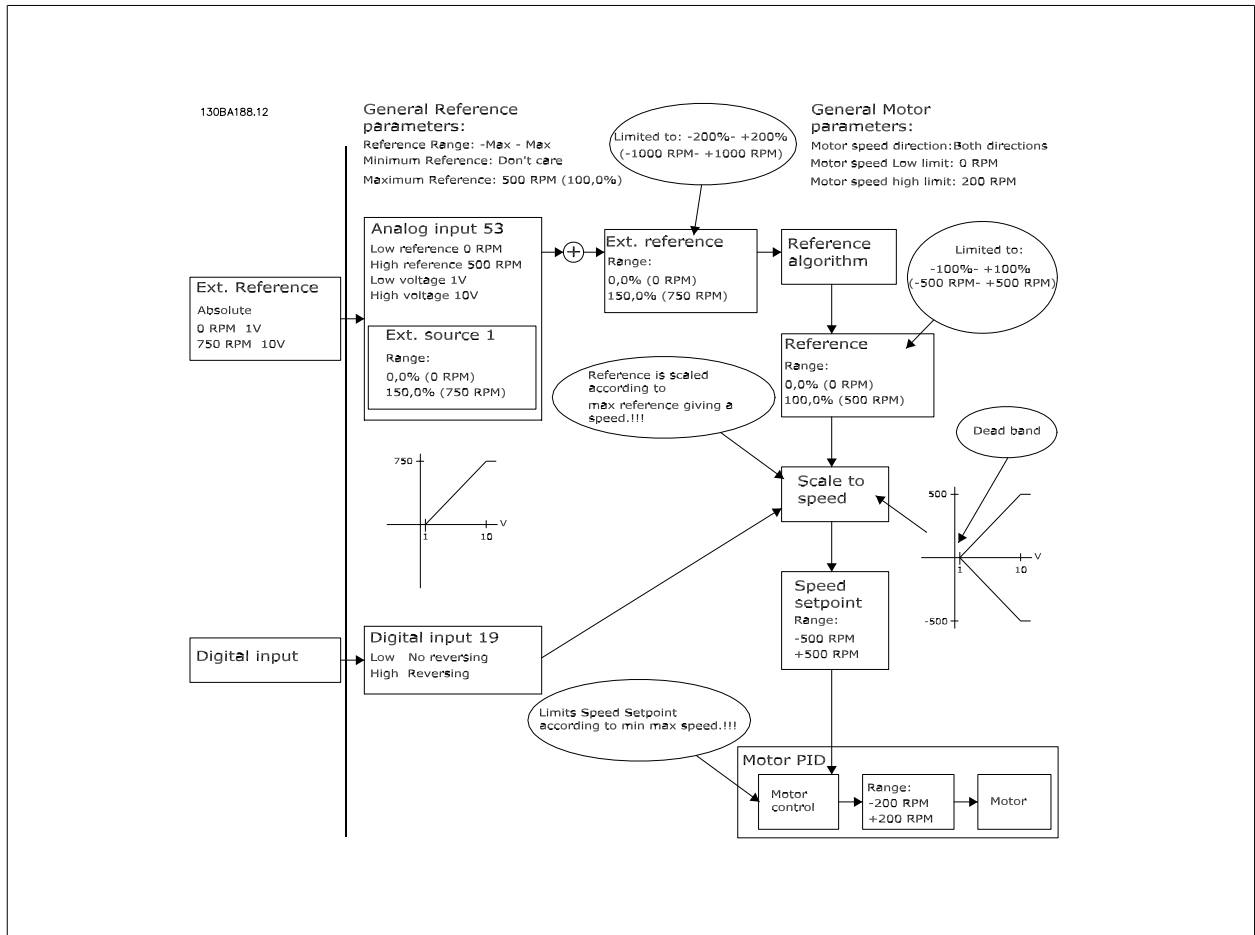 130BA188.12
General Reference
parameters:
Reference Range: -Max - Max
Minimum Reference: Don't care
Maximum Reference: 500 RPM (100,0%)
Limited to: -200%- +200%
(-1000 RPM- +1000 RPM)
General Motor
parameters:
Motor speed direction:Both directions
Motor speed Low limit: 0 RPM
Motor speed high limit: 200 RPM
Ext. Reference
Absolute
0 RPM 1V
750 RPM 10V
Analog input 53
Low reference 0 RPM
High reference 500 RPM
Low voltage 1V
High voltage 10V
Ext. source 1
Range:
0,0% (0 RPM)
150,0% (750 RPM)
+
Ext. reference
Range:
0,0% (0 RPM)
150,0% (750 RPM)
Reference
algorithm
Limited to:
-100%- +100%
(-500 RPM- +500 RPM)
Reference
Range:
0,0% (0 RPM)
100,0% (500 RPM)
Reference is scaled
according to
max reference giving a
speed.!!!
Dead band
750
V
1
10
Scale to
speed
500
V
1
10
-500
Speed
setpoint
Range:
-500 RPM
+500 RPM
Digital input
Digital input 19
Low No reversing
High Reversing
Limits Speed Setpoint
according to min max speed.!!!
Motor PID
Motor
control
Range:
-200 RPM
+200 RPM
Motor